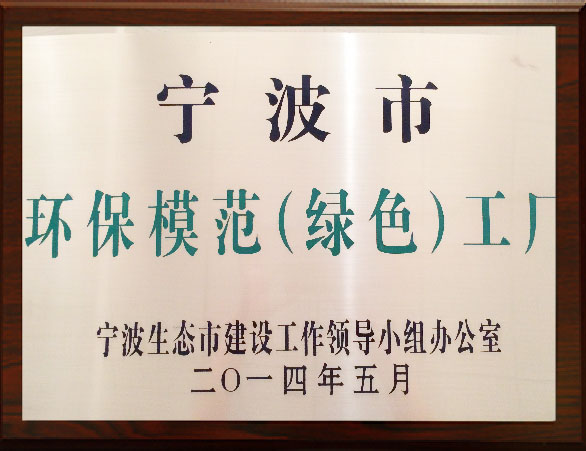 宁波市
环保模范(绿色)工厂
宁波生态市建设工作领导小组办公室
二〇一四年五月